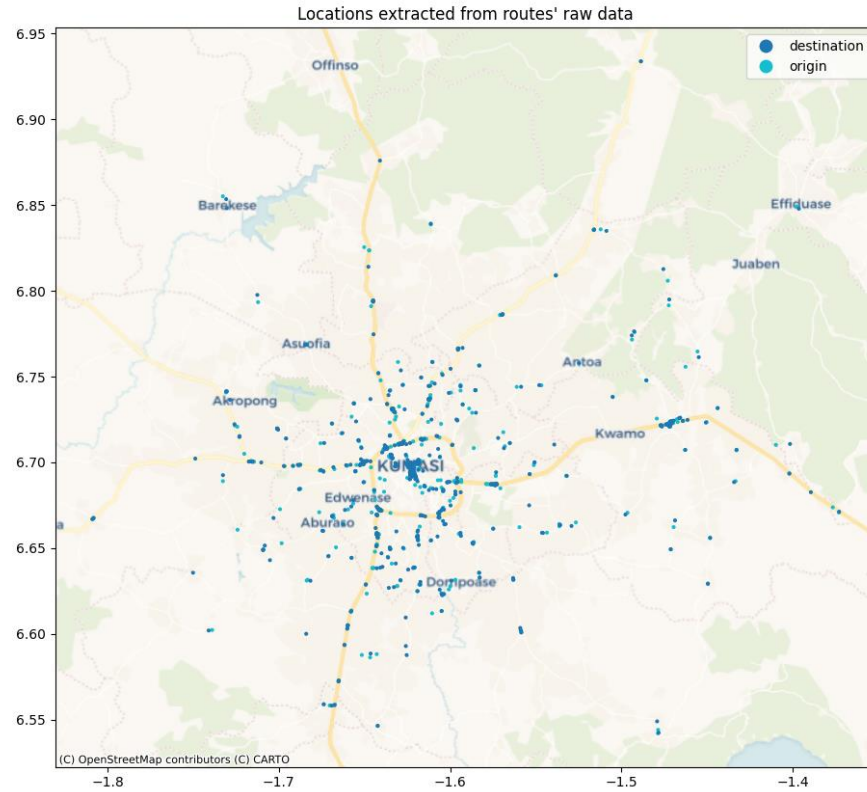 Locations extracted from routes' raw data
destination
origin
6.95
6.90
6.85
6.80
6.75
6.70
6.65
6.60
6.55
Offinso
Barekese
Effiduase
Juaben
Asuofia
Antoa
Akropong
Kwamo
KUMASI
Edwenase
Aburaso
a
Dompoase
(C) OpenStreetMap contributors (C) CARTO
−1.8
−1.7
−1.6
−1.5
−1.4